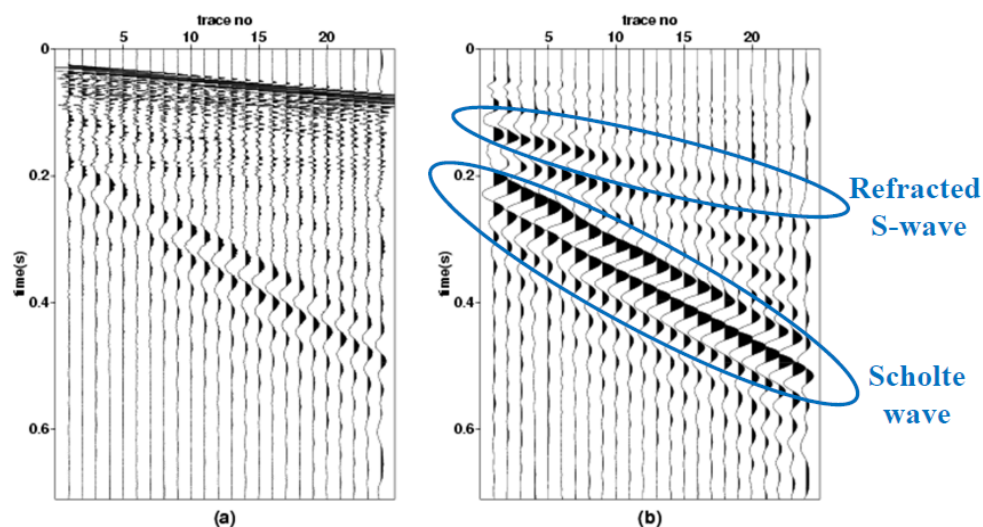 trace no
5 10 15 20
0
0.2
0.4
0.6
time(s)
(a)
trace no
5 10 15 20
0
0.2
0.4
0.6
time(s)
(b)
Refracted
S-wave
Scholte
wave